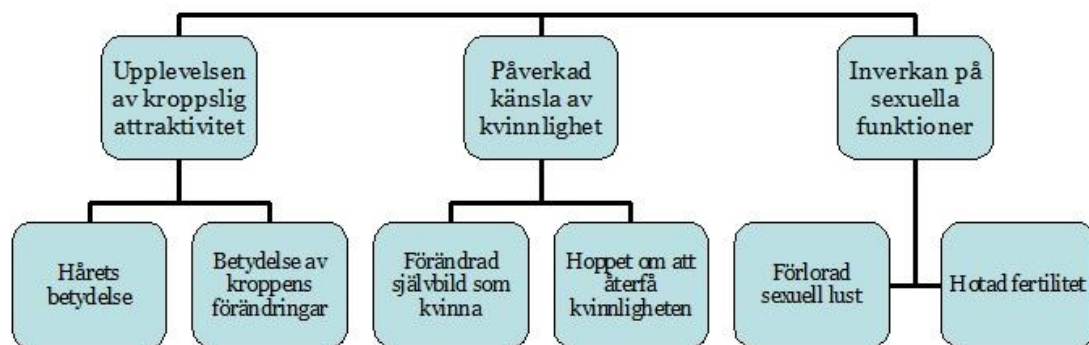 Upplevelsen
av kroppslig
attraktivitet
Påverkad
känsla av
kvinnlighet
Inverkan på
sexuella
funktioner
Hårets
betydelse
Betydelse av
kroppens
förändringar
Förändrad
självbild som
kvinna
Hoppet om att
återfå
kvinnligheten
Förlorad
sexuell lust
Hotad fertilitet